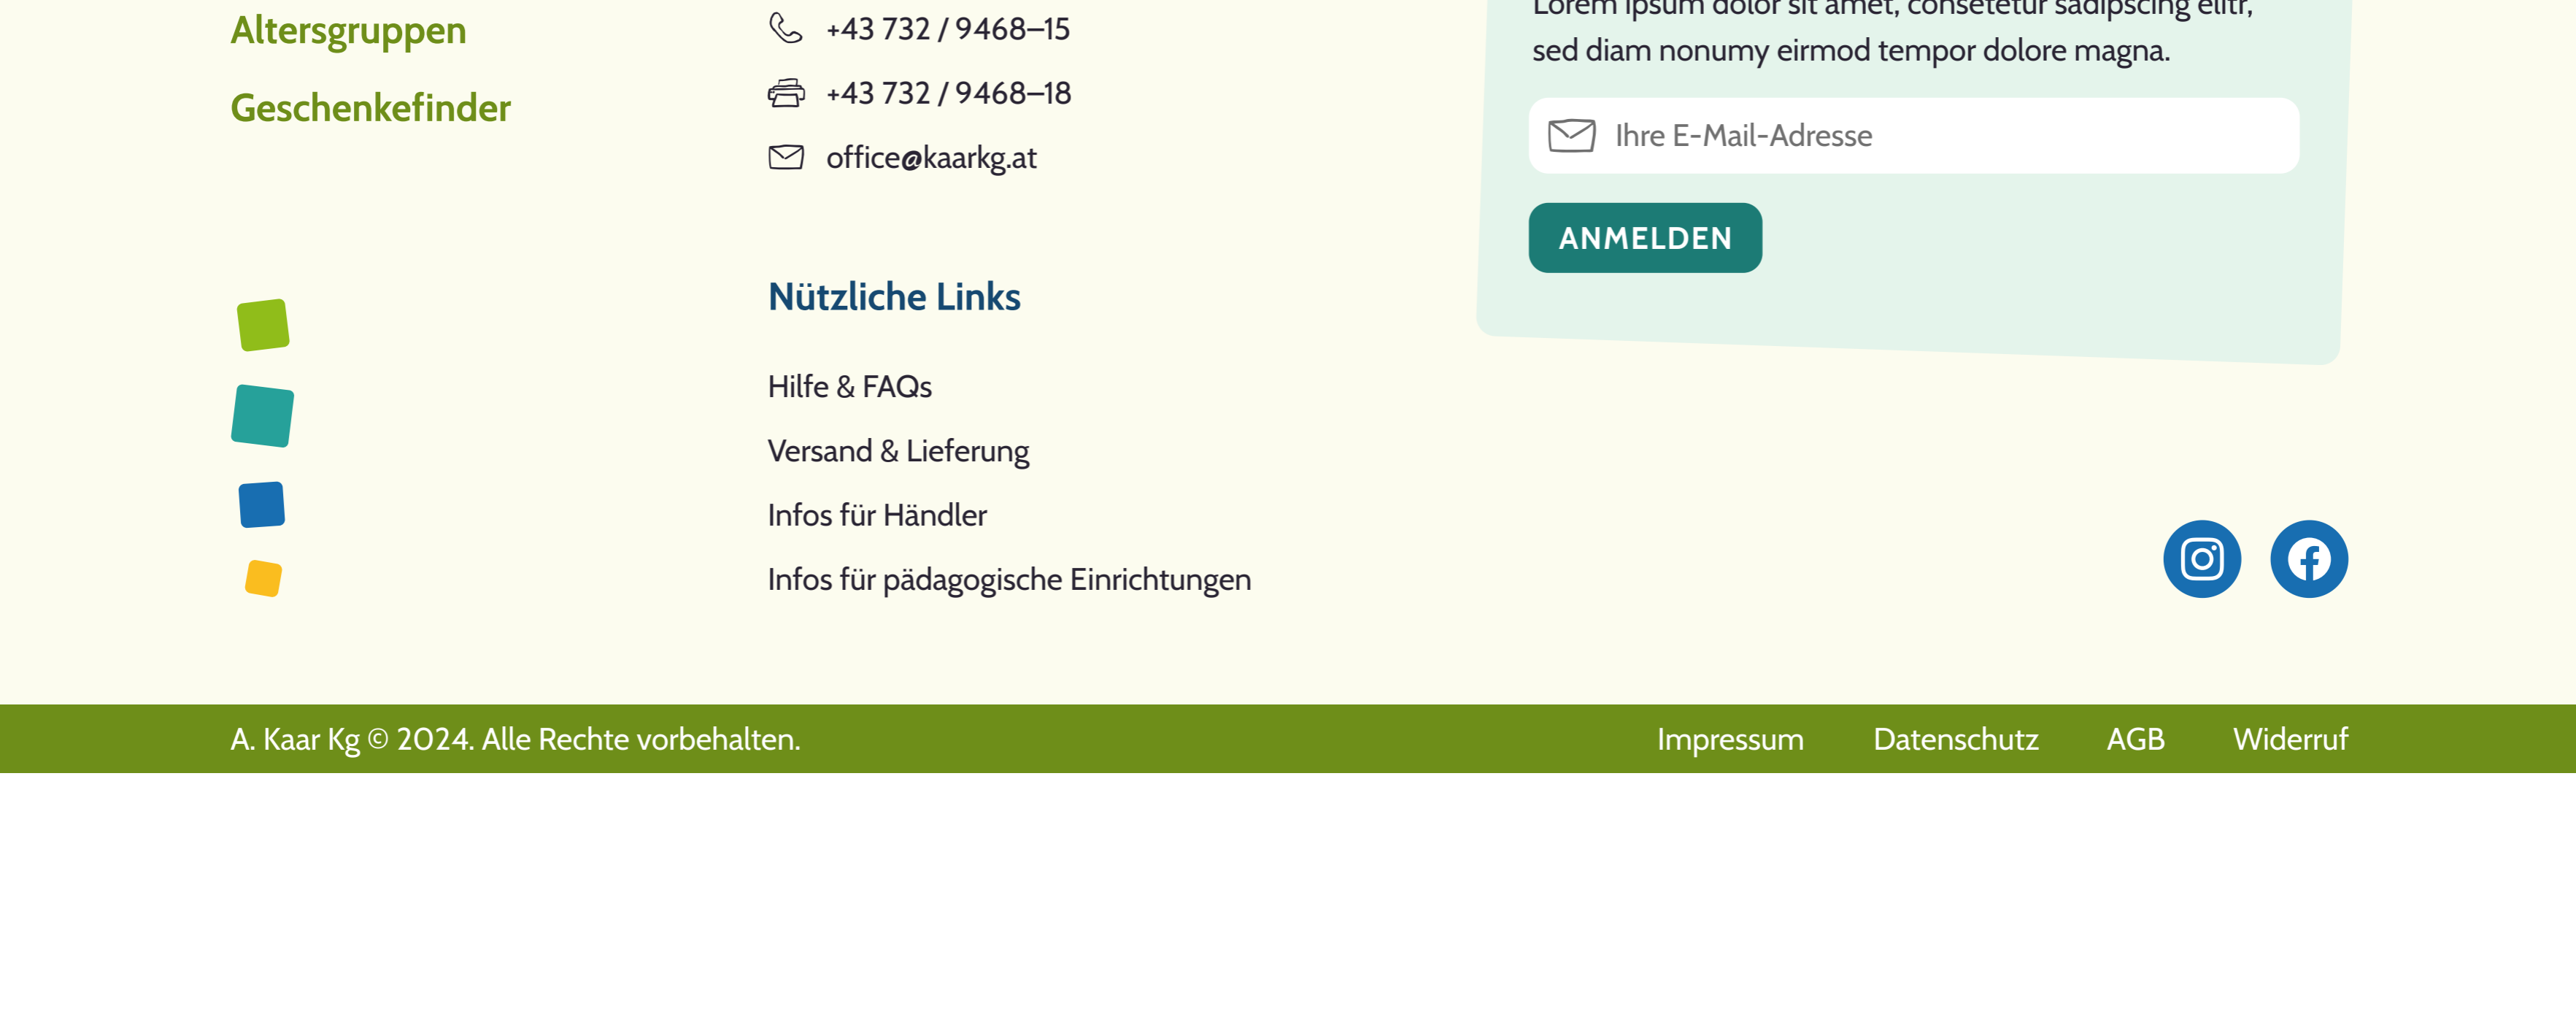 Altersgruppen
Geschenkefinder
+43 732 / 9468–15
+43 732 / 9468–18
office@kaarkg.at
Nützliche Links
Hilfe & FAQs
Versand & Lieferung
Infos für Händler
Infos für pädagogische Einrichtungen
Lorem ipsum dolor sit amet, consetetur sadipscing elitr,
sed diam nonumy eirmod tempor dolore magna.
Ihre E-Mail-Adresse
ANMELDEN
A. Kaar Kg © 2024. Alle Rechte vorbehalten.
Impressum Datenschutz AGB Widerruf